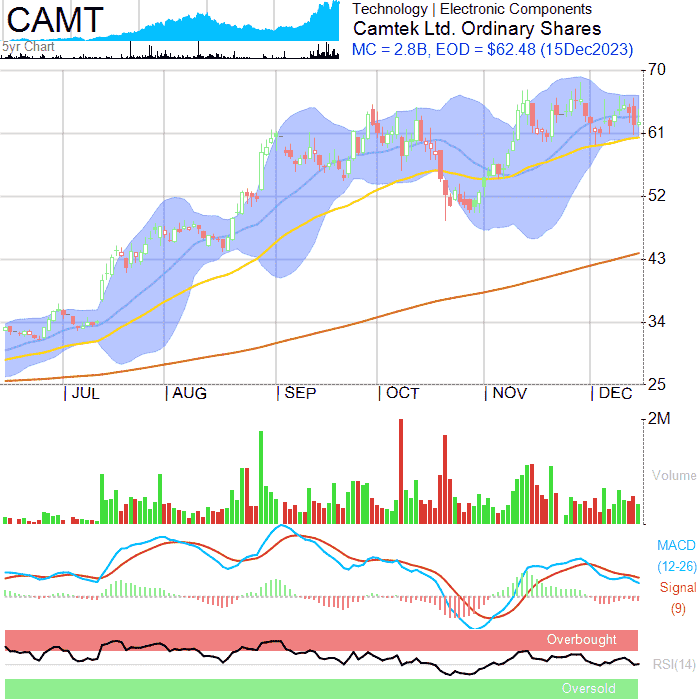 CAMT
5yr Chart
Technology | Electronic Components
Camtek Ltd. Ordinary Shares
MC = 2.8B, EOD = $62.48 (15Dec2023)
70
61
52
43
34
25
JUL AUG SEP OCT NOV DEC
2M
Volume
MACD
(12-26)
Signal
(9)
Overbought
RSI(14)
Oversold